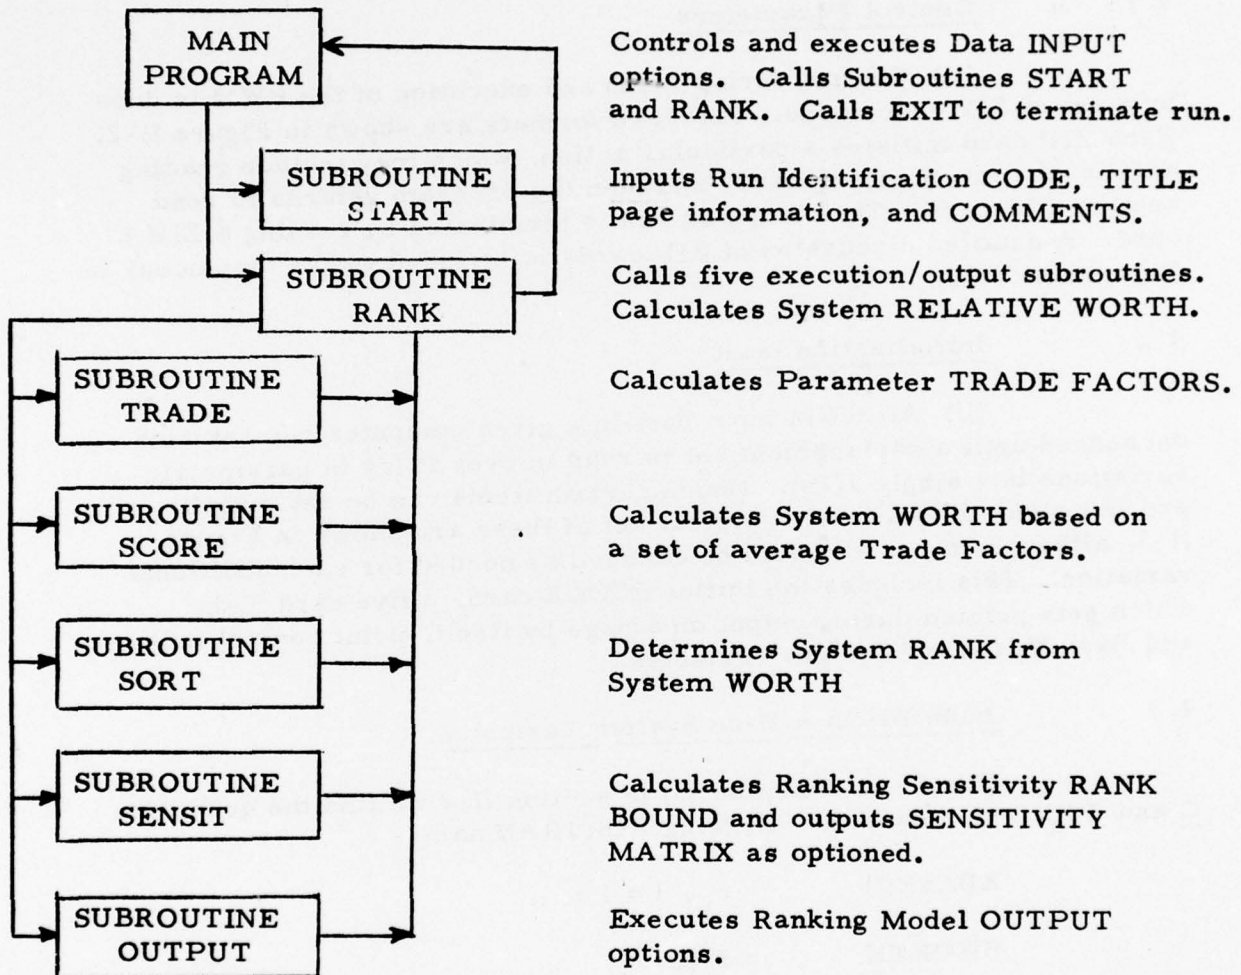 MAIN
PROGRAM
Controls and executes Data INPUT
options. Calls Subroutines START
and RANK. Calls EXIT to terminate run.
SUBROUTINE
START
Inputs Run Identification CODE, TITLE
page information, and COMMENTS.
SUBROUTINE
RANK
Calls five execution/output subroutines.
Calculates System RELATIVE WORTH.
SUBROUTINE
TRADE
Calculates Parameter TRADE FACTORS.
SUBROUTINE
SCORE
Calculates System WORTH based on
a set of average Trade Factors.
SUBROUTINE
SORT
Determines System RANK from
System WORTH
SUBROUTINE
SENSIT
Calculates Ranking Sensitivity RANK
BOUND and outputs SENSITIVITY
MATRIX as optioned.
SUBROUTINE
OUTPUT
Executes Ranking Model OUTPUT
options.